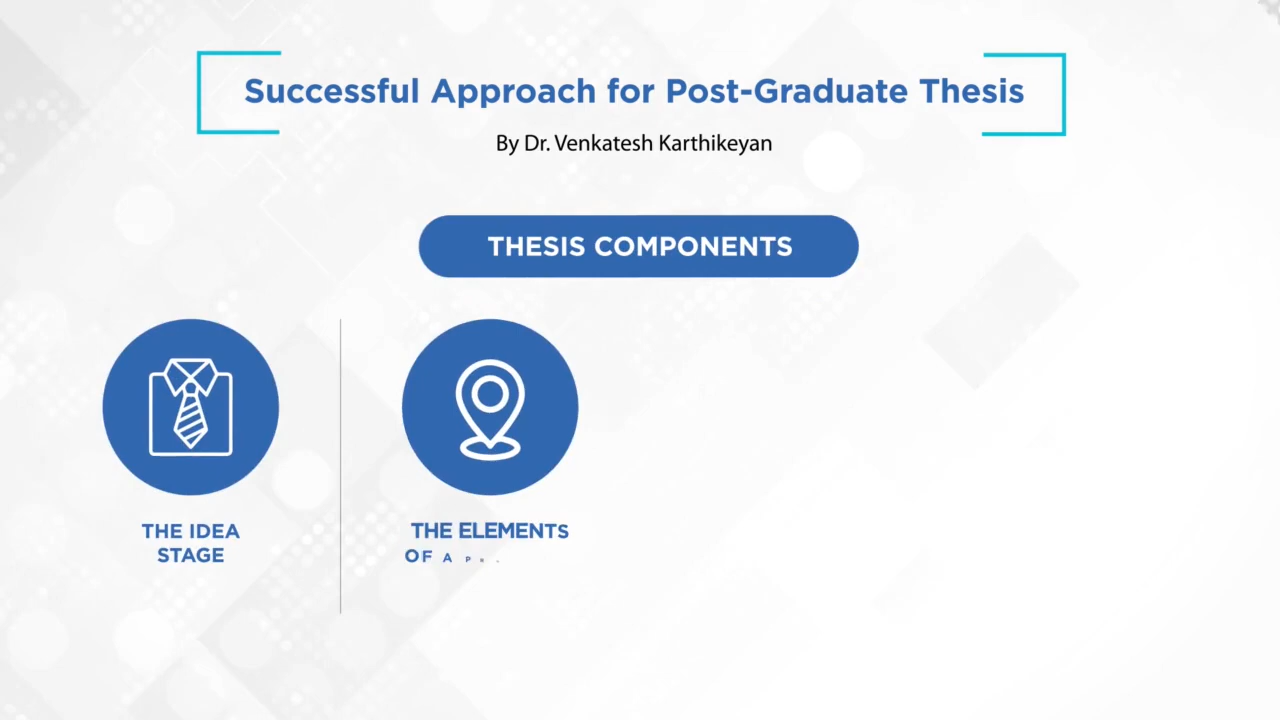 Successful Approach for Post-Graduate Thesis
By Dr. Venkatesh Karthikeyan
THESIS COMPONENTS
THE IDEA
STAGE
THE ELEMENTS
OF A